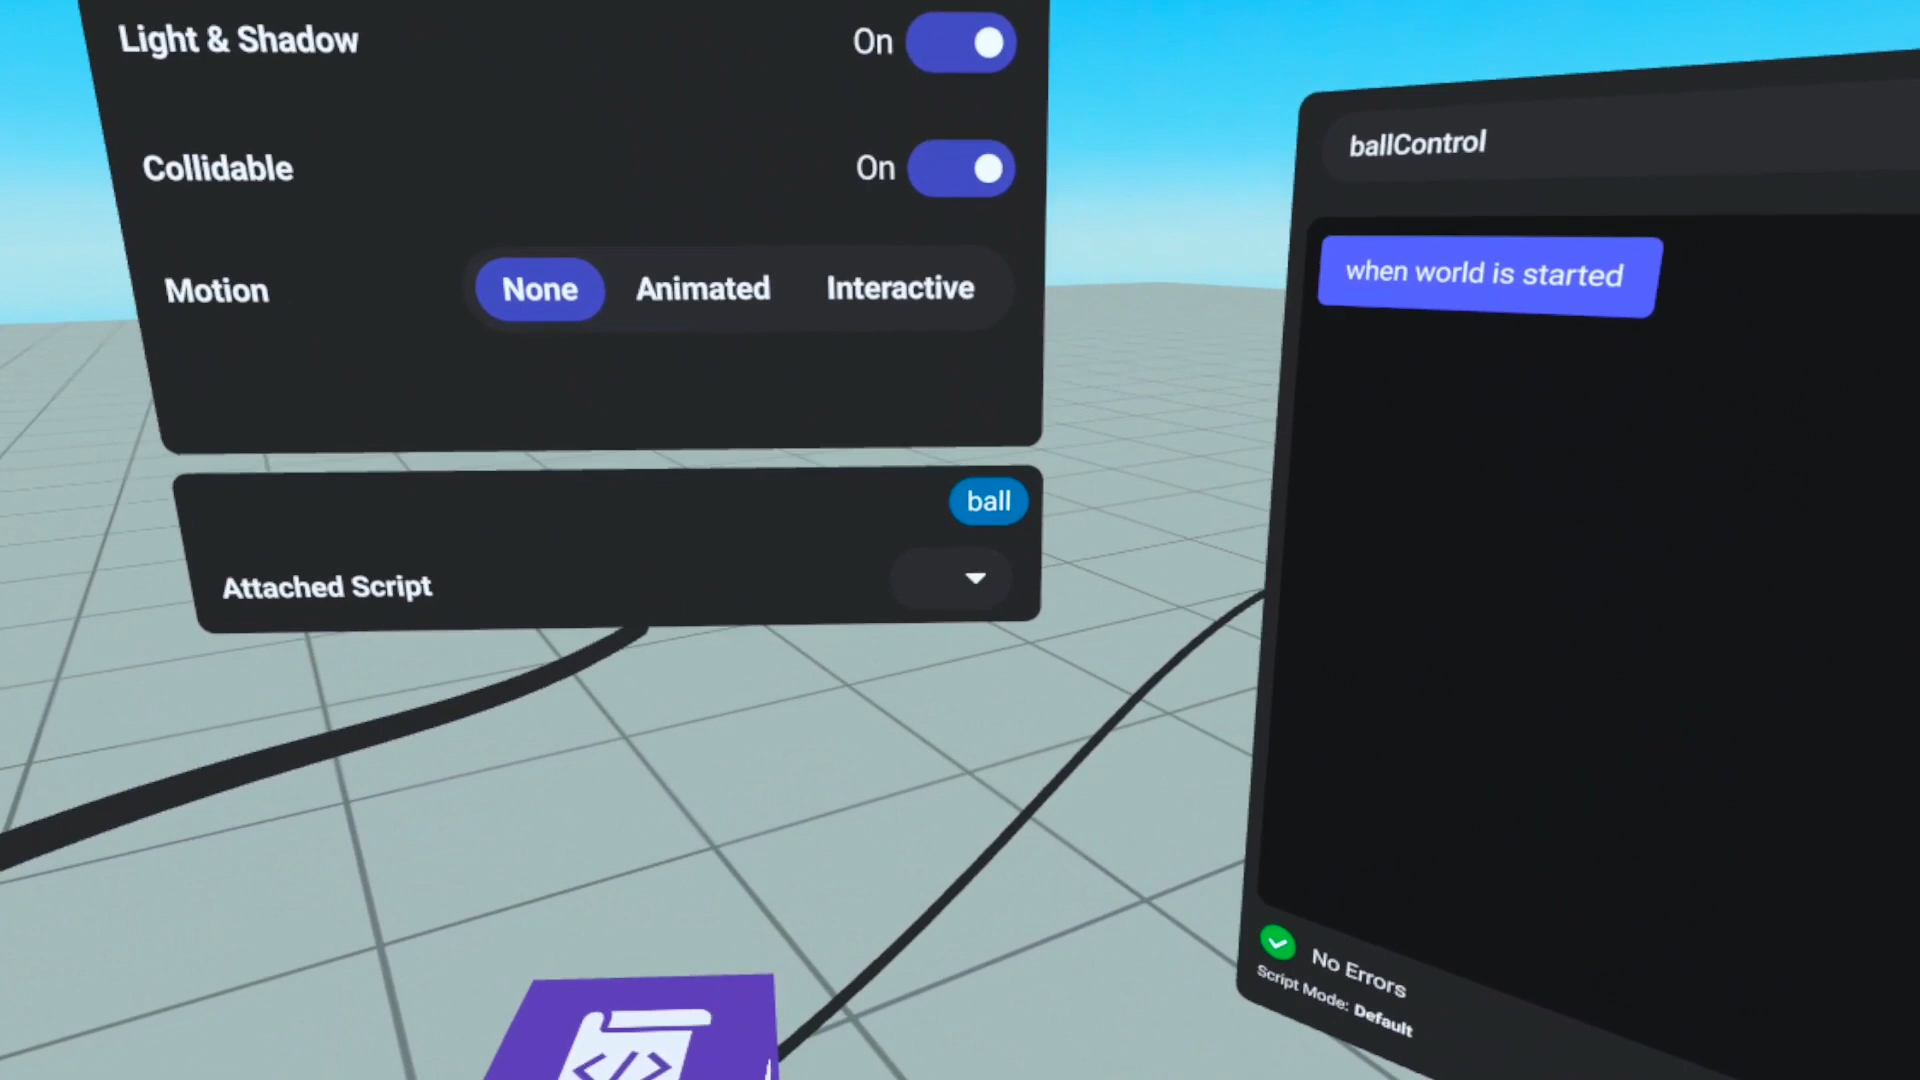 Light & Shadow On
Collidable On
Motion None Animated Interactive
ball
Attached Script
ballControl
when world is started
No Errors
Script Mode: Default